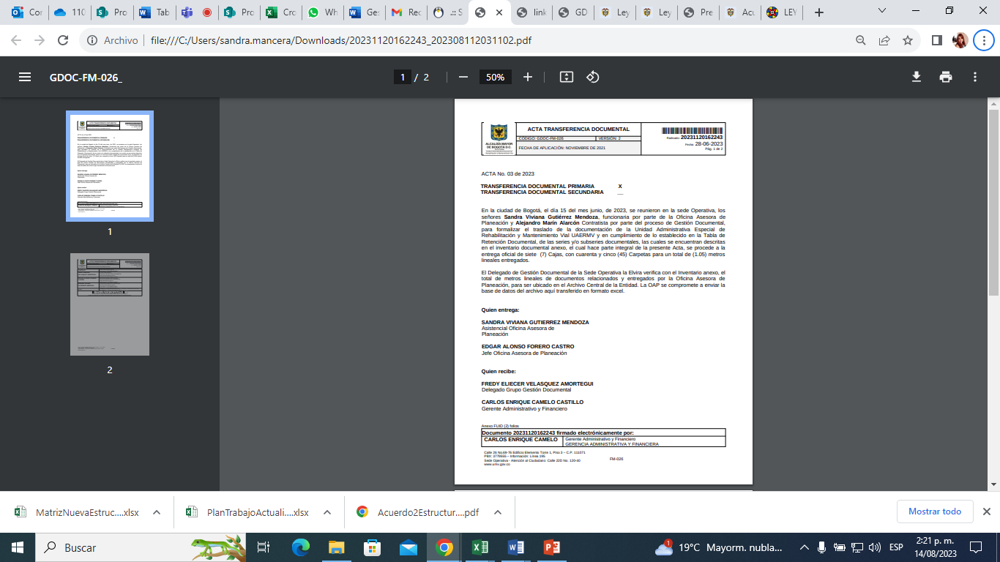 Cor
110
Pro
Tab
Pro
Cro
Wh
Ges
Rec
.:: S
link
GD
Ley
Ley
Pre
Acu
LEY
Archivo
file:///C:/Users/sandra.mancera/Downloads/20231120162243_202308112031102.pdf
GDOC-FM-026_
1 / 2
50%
1
2
ALCALDÍA MAYOR
DE BOGOTÁ D.C.
ACTA TRANSFERENCIA DOCUMENTAL
CÓDIGO: GDOC-FM-026
VERSIÓN: 2
FECHA DE APLICACIÓN: NOVIEMBRE DE 2021
Radicado: 20231120162243
Fecha: 28-06-2023
Pág. 1 de 2
ACTA No. 03 de 2023
TRANSFERENCIA DOCUMENTAL PRIMARIA X
TRANSFERENCIA DOCUMENTAL SECUNDARIA __
En la ciudad de Bogotá, el día 15 del mes junio, de 2023, se reunieron en la sede Operativa, los
señores Sandra Viviana Gutiérrez Mendoza, funcionaria por parte de la Oficina Asesora de
Planeación y Alejandro Marín Alarcón Contratista por parte del proceso de Gestión Documental,
para formalizar el traslado de la documentación de la Unidad Administrativa Especial de
Rehabilitación y Mantenimiento Vial UAERMV y en cumplimiento de lo establecido en la Tabla de
Retención Documental, de las series y/o subseries documentales, las cuales se encuentran descritas
en el inventario documental anexo, el cual hace parte integral de la presente Acta, se procede a la
entrega oficial de siete (7) Cajas, con cuarenta y cinco (45) Carpetas para un total de (1.05) metros
lineales entregados.
El Delegado de Gestión Documental de la Sede Operativa la Elvira verifica con el Inventario anexo, el
total de metros lineales de documentos relacionados y entregados por la Oficina Asesora de
Planeación, para ser ubicado en el Archivo Central de la Entidad. La OAP se compromete a enviar la
base de datos del archivo aquí transferido en formato excel.
Quien entrega:
SANDRA VIVIANA GUTIERREZ MENDOZA
Asistencial Oficina Asesora de
Planeación
EDGAR ALONSO FORERO CASTRO
Jefe Oficina Asesora de Planeación
Quien recibe:
FREDY ELIECER VELASQUEZ AMORTEGUI
Delegado Grupo Gestión Documental
CARLOS ENRIQUE CAMELO CASTILLO
Gerente Administrativo y Financiero
Anexo FUID (2) folios
Documento 20231120162243 firmado electrónicamente por:
CARLOS ENRIQUE CAMELO
Gerente Administrativo y Financiero
GERENCIA ADMINISTRATIVA Y FINANCIERA
Calle 26 No.69-76 Edificio Elemento Torre 1, Piso 3 – C.P. 111071
PBX: 3779555 – Información: Línea 195
Sede Operativa - Atención al Ciudadano: Calle 22D No. 120-40
www.umv.gov.co
FM-026
MatrizNuevaEstruc....xlsx
PlanTrabajoActuali....xlsx
Acuerdo2Estructur....pdf
Mostrar todo
Buscar
1
19°C Mayorm. nubla...
ESP
2:21 p. m.
14/08/2023